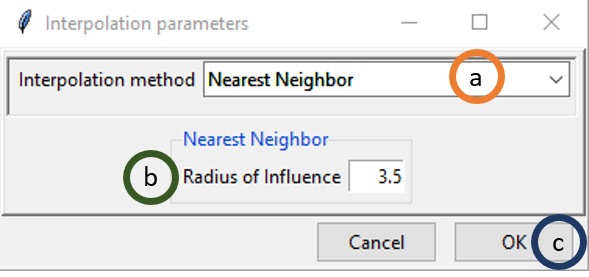 Interpolation parameters
Interpolation method Nearest Neighbor a
Nearest Neighbor
b Radius of Influence 3.5
Cancel OK c